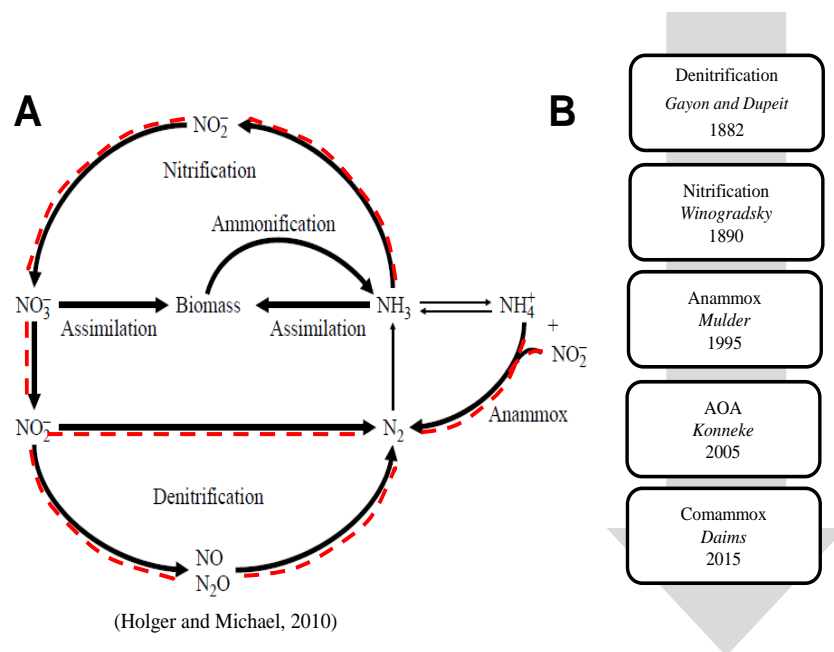 A
NO₂⁻
Nitrification
Ammonification
NO₃⁻
Biomass
NH₃
NH₄⁺
Assimilation
Assimilation
+
NO₂⁻
Anammox
NO₂⁻
N₂
Denitrification
NO
N₂O
(Holger and Michael, 2010)
B
Denitrification
Gayon and Dupeit
1882
Nitrification
Winogradsky
1890
Anammox
Mulder
1995
AOA
Konneke
2005
Comammox
Daims
2015